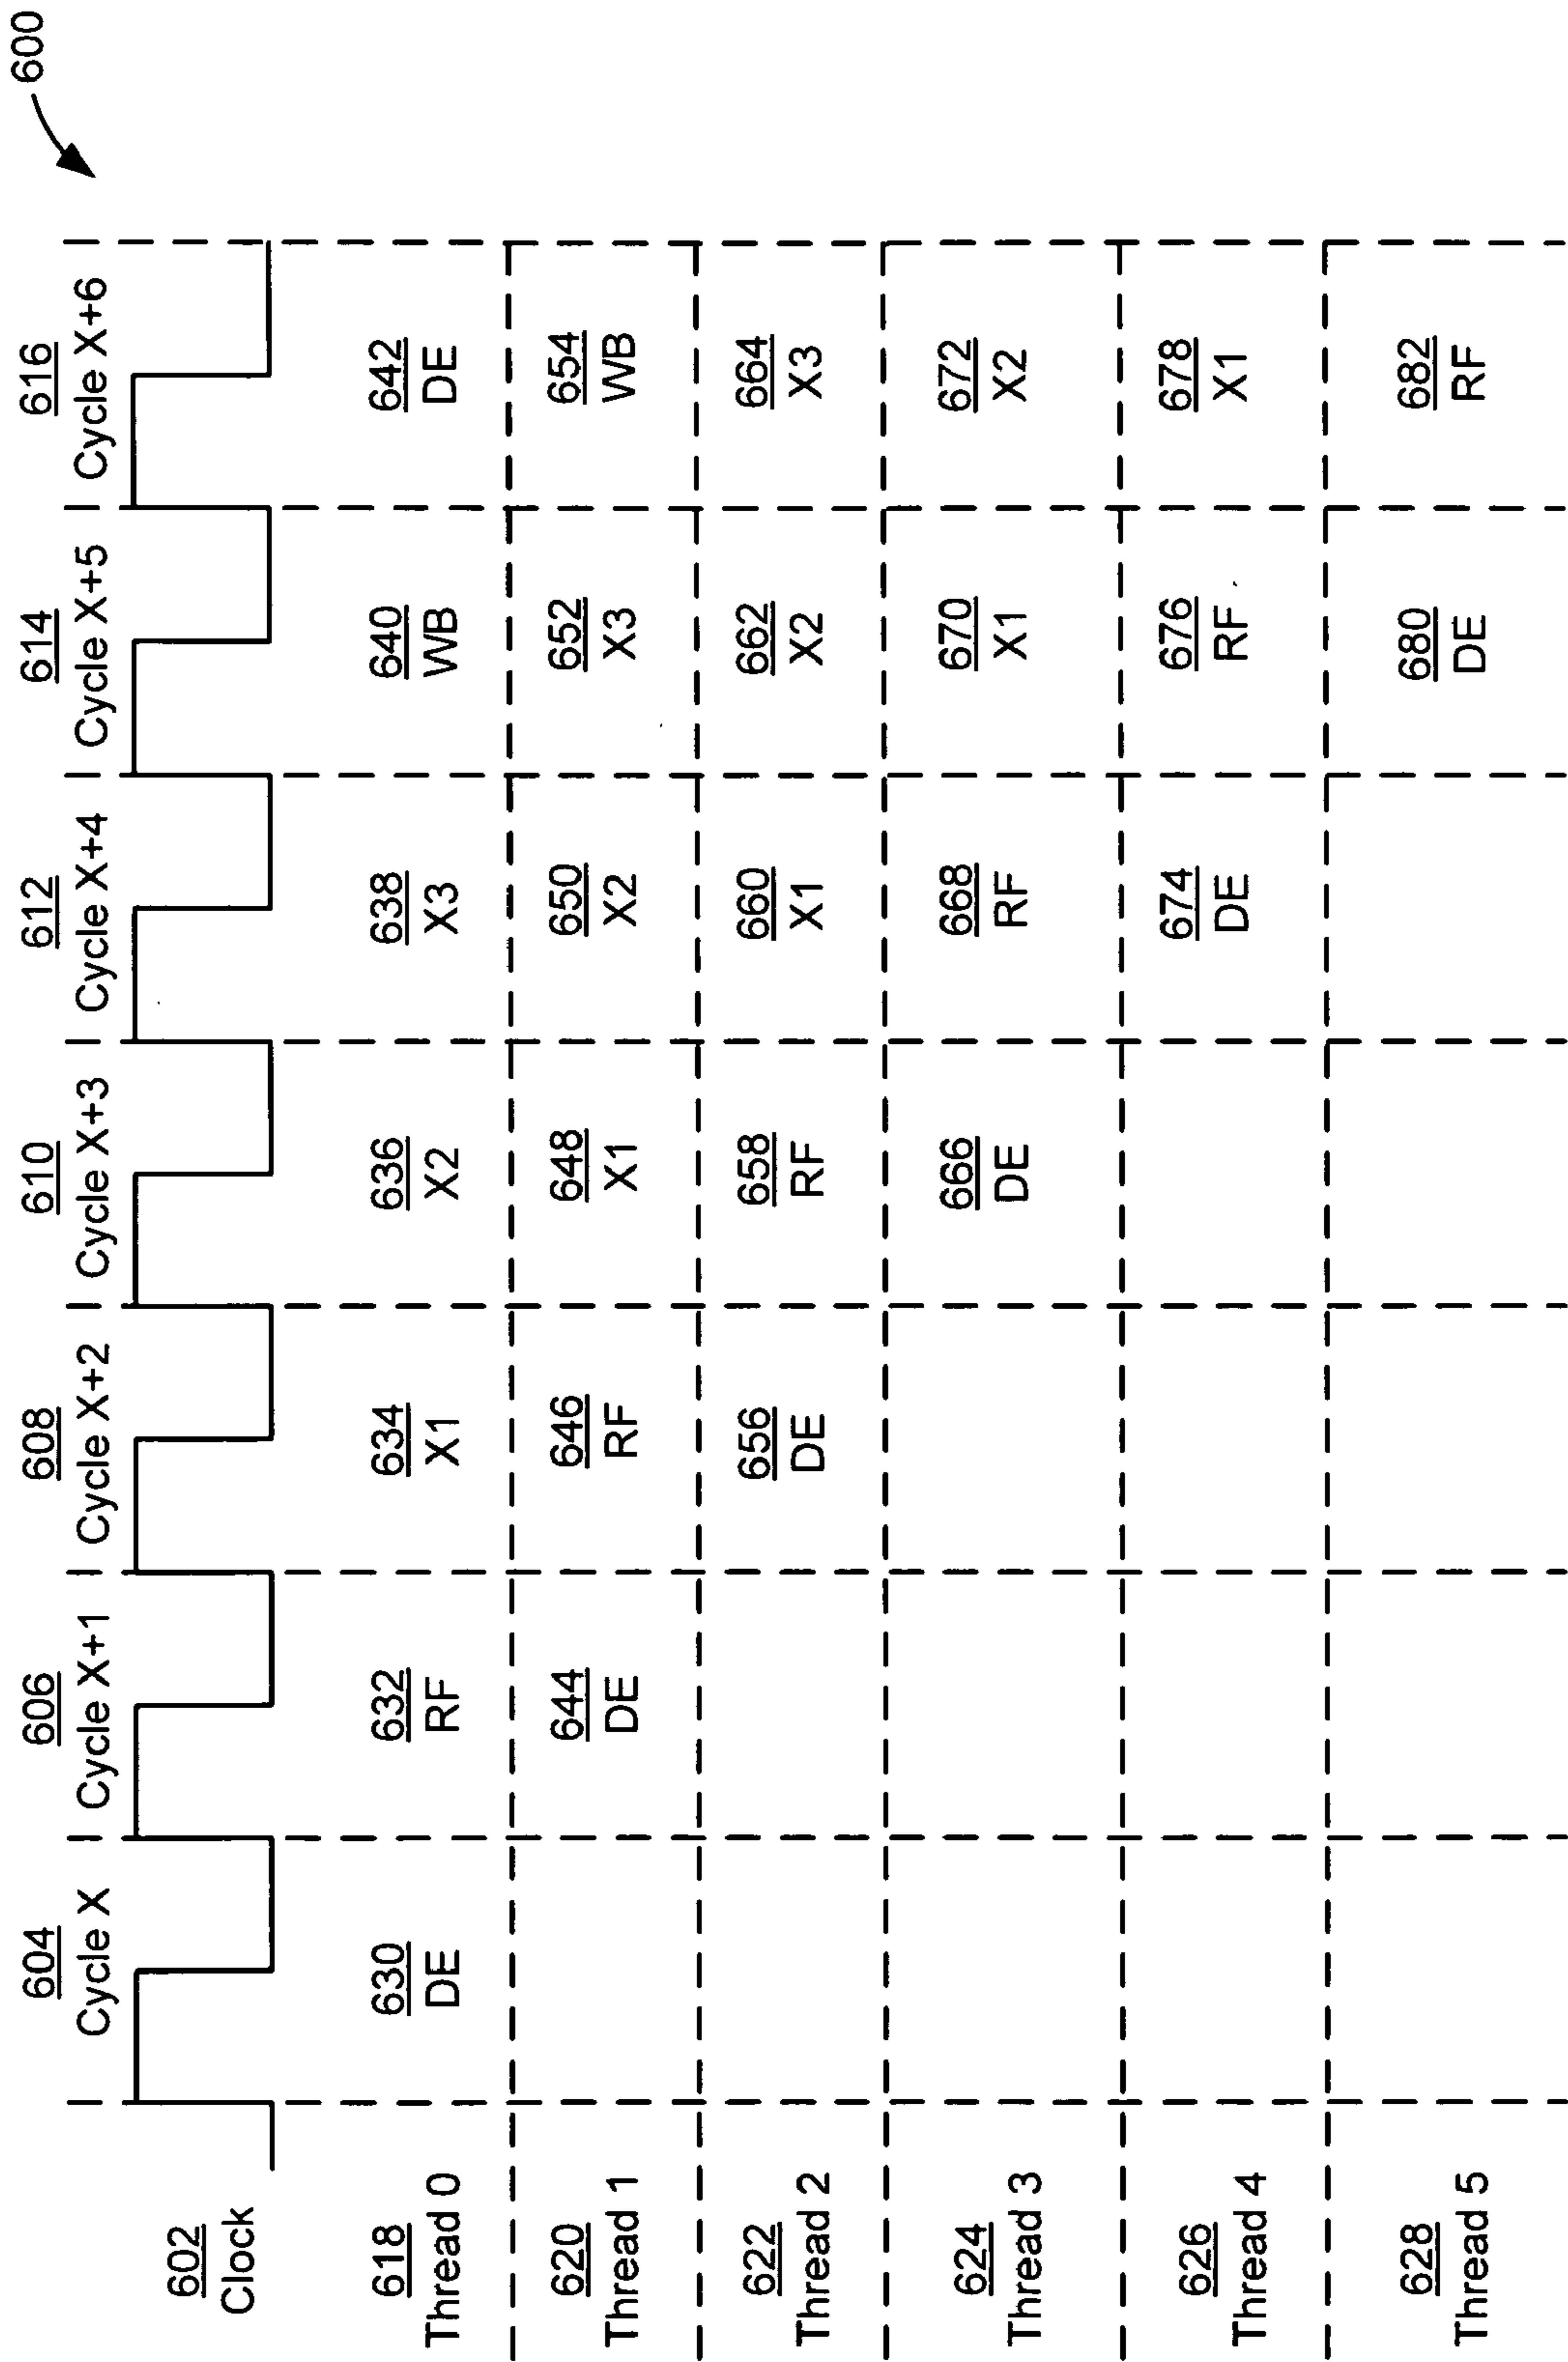 600
604
Cycle X
606
Cycle X+1
608
Cycle X+2
610
Cycle X+3
612
Cycle X+4
614
Cycle X+5
616
Cycle X+6
602
Clock
618
Thread 0
630
DE
632
RF
634
X1
636
X2
638
X3
640
WB
642
DE
620
Thread 1
644
DE
646
RF
648
X1
650
X2
652
X3
654
WB
622
Thread 2
656
DE
658
RF
660
X1
662
X2
664
X3
624
Thread 3
666
DE
668
RF
670
X1
672
X2
626
Thread 4
674
DE
676
RF
678
X1
628
Thread 5
680
DE
682
RF